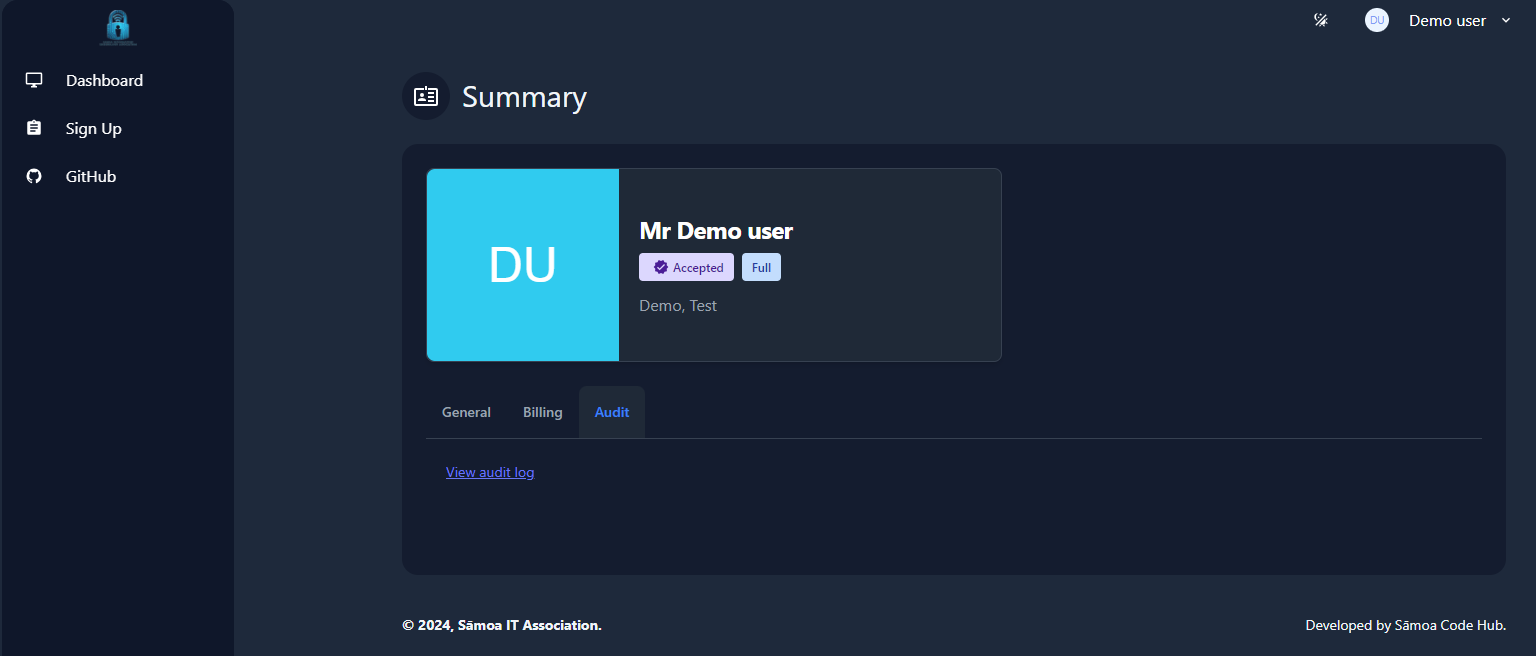 Dashboard
Sign Up
GitHub
DU
Demo user
Summary
DU
Mr Demo user
Accepted
Full
Demo, Test
General
Billing
Audit
View audit log
© 2024, Sāmoa IT Association.
Developed by Sāmoa Code Hub.